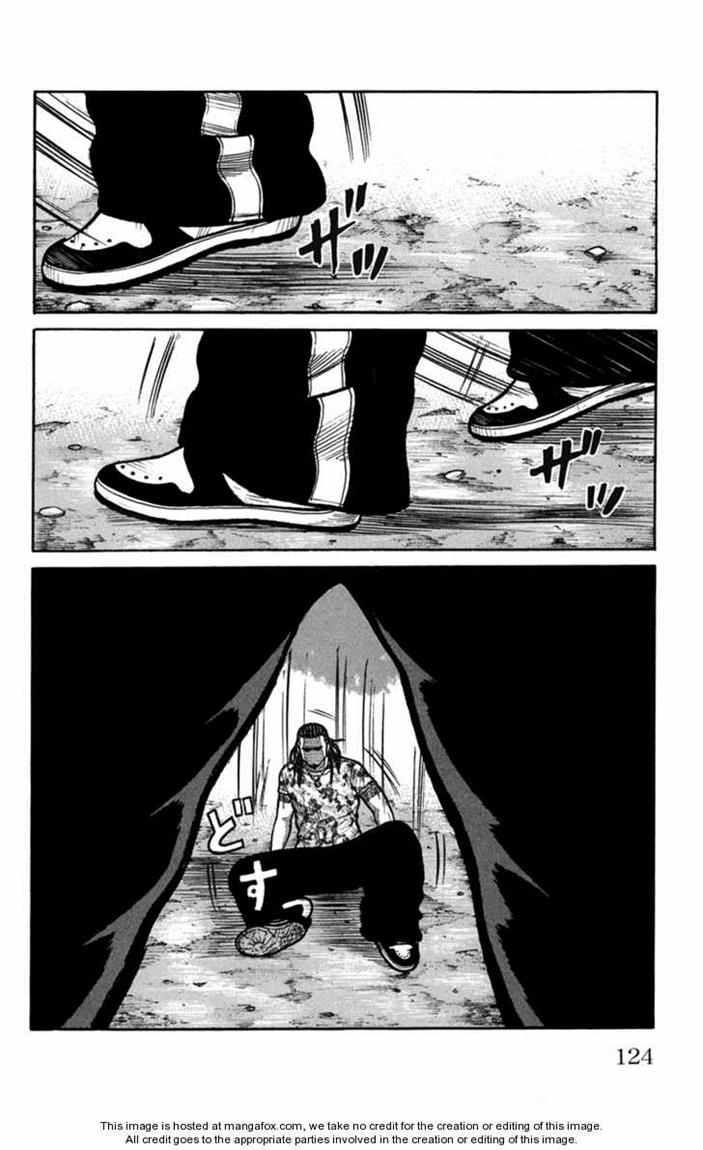 ザッ
ザッ
どすっ
124
This image is hosted at mangafox.com, we take no credit for the creation or editing of this image.
All credit goes to the appropriate parties involved in the creation or editing of this image.